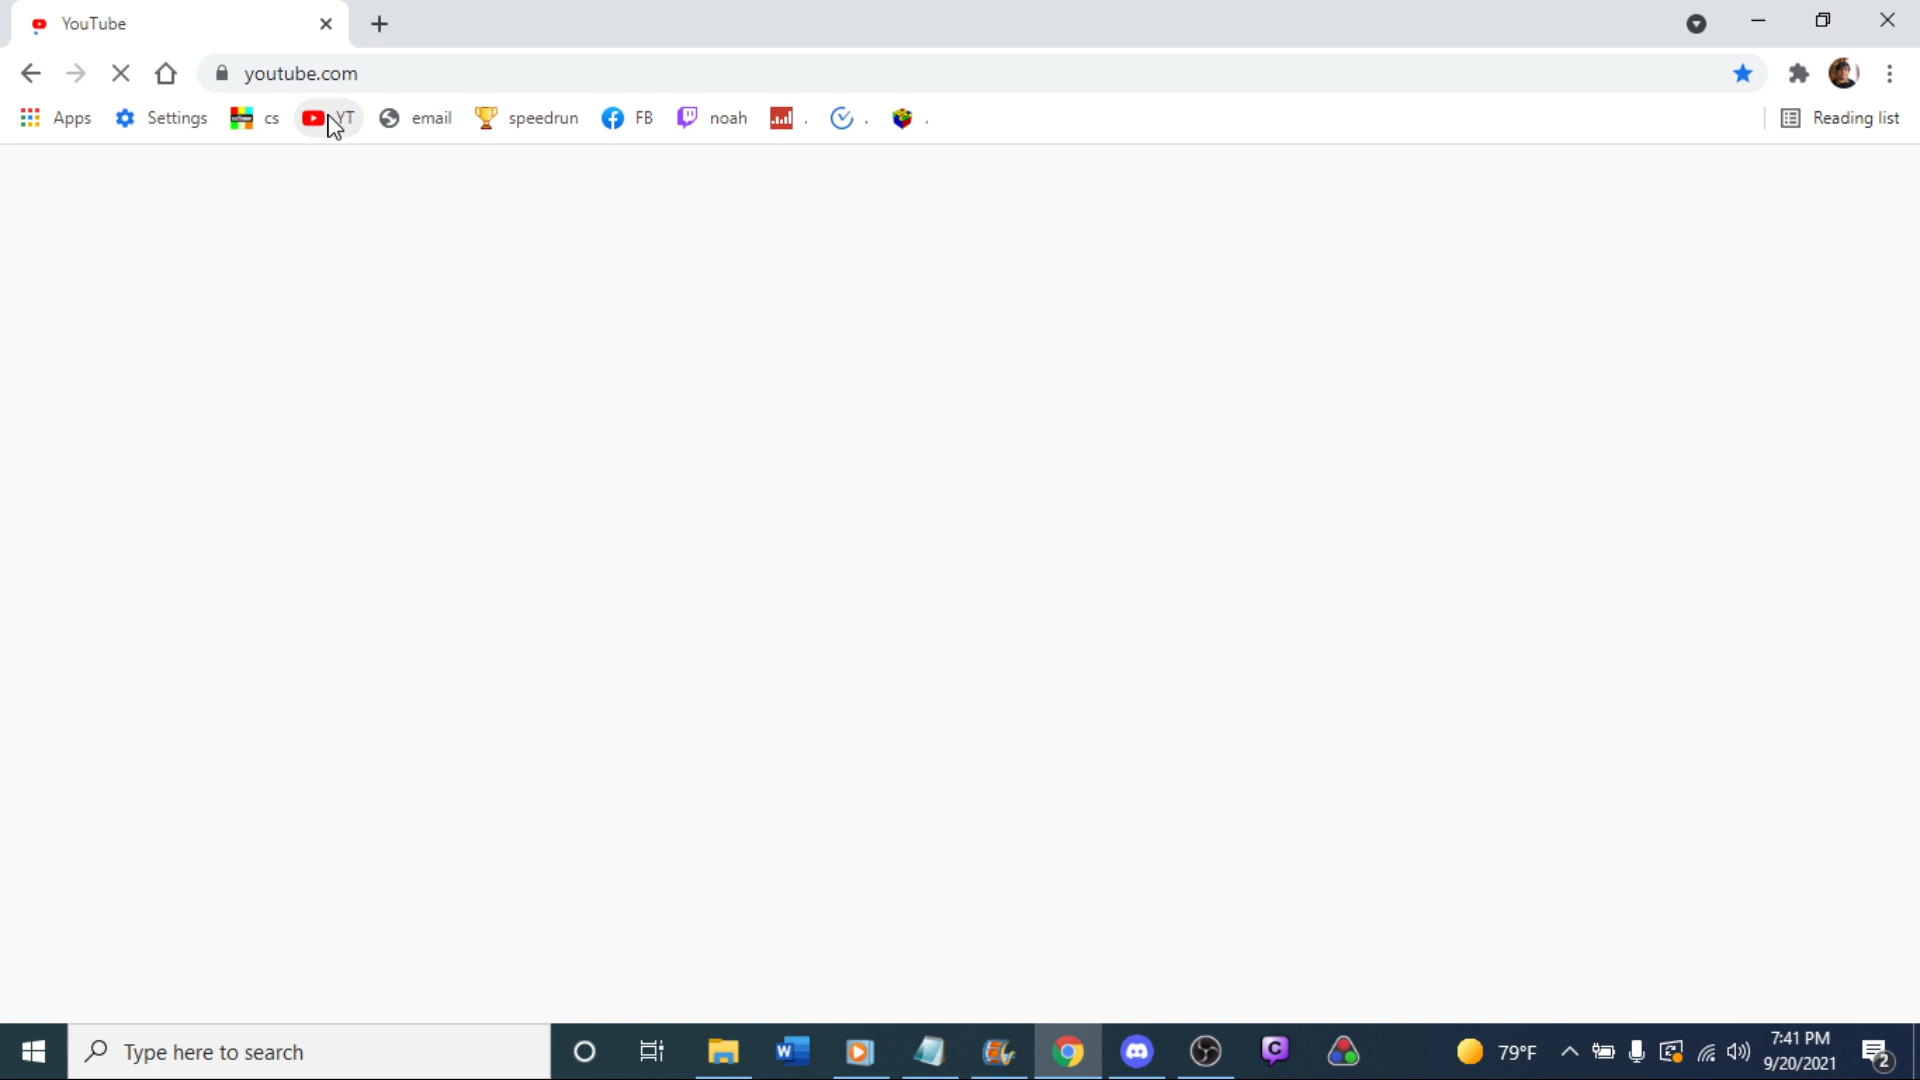 YouTube
youtube.com
Apps Settings cs YT email speedrun FB noah . . . Reading list
Type here to search 79°F 7:41 PM
9/20/2021 2